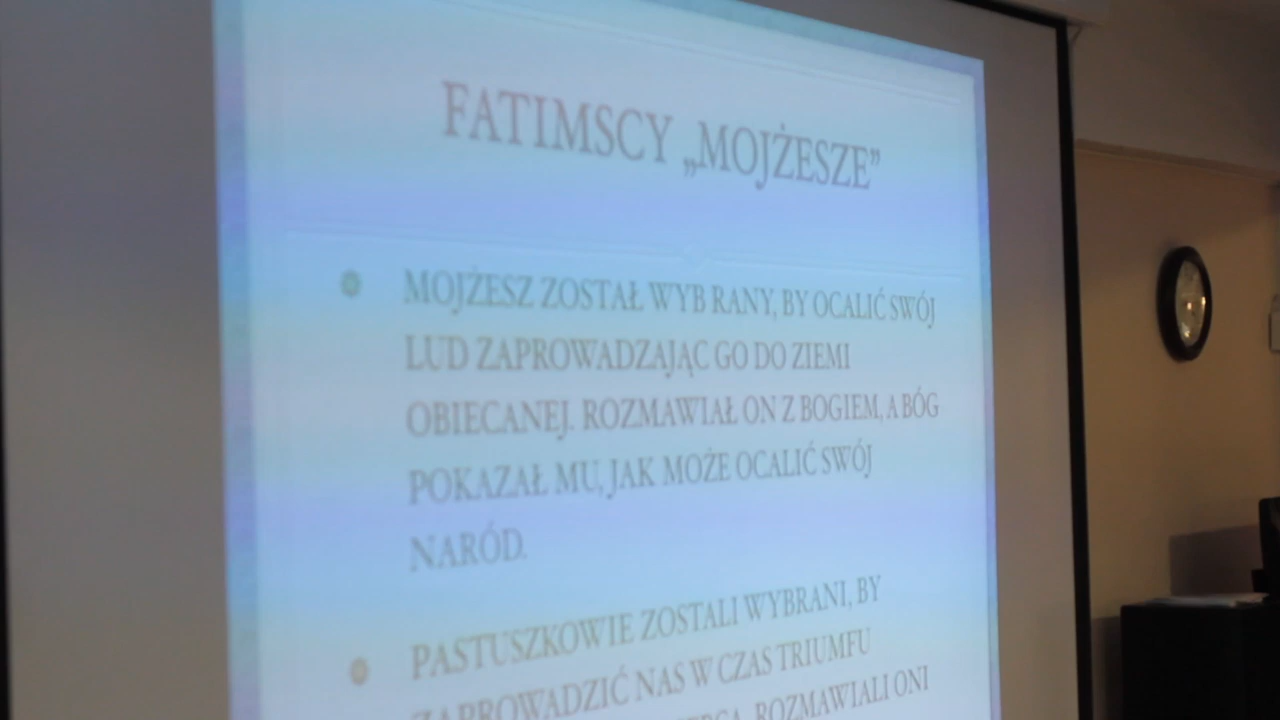 FATIMSCY „MOJŻESZE”
MOJŻESZ ZOSTAŁ WYB RANY, BY OCALIĆ SWÓJ
LUD ZAPROWADZAJĄC GO DO ZIEMI
OBIECANEJ. ROZMAWIAŁ ON Z BOGIEM, A BÓG
POKAZAŁ MU, JAK MOŻE OCALIĆ SWÓJ
NARÓD.
PASTUSZKOWIE ZOSTALI WYBRANI, BY
ZAPROWADZIĆ NAS W CZAS TRIUMFU
ROZMAWIALI ONI